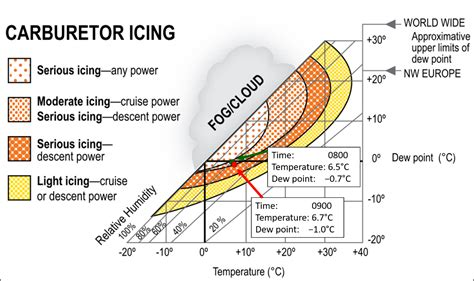 CARBURETOR ICING
Serious icing—any power
Moderate icing—cruise power
Serious icing—descent power
Serious icing—
descent power
Light icing—cruise
or descent power
FOG/CLOUD
WORLD WIDE
Approximative
upper limits of
dew point
NW EUROPE
+30°
+20°
+10°
0°
Dew point (°C)
-10°
-20°
Time: 0800
Temperature: 6.5°C
Dew point: −0.7°C
Time: 0900
Temperature: 6.7°C
Dew point: −1.0°C
Relative Humidity
100%
80%
60%
40%
20 %
-20° -10° 0° +10° +20° +30° +40°
Temperature (°C)